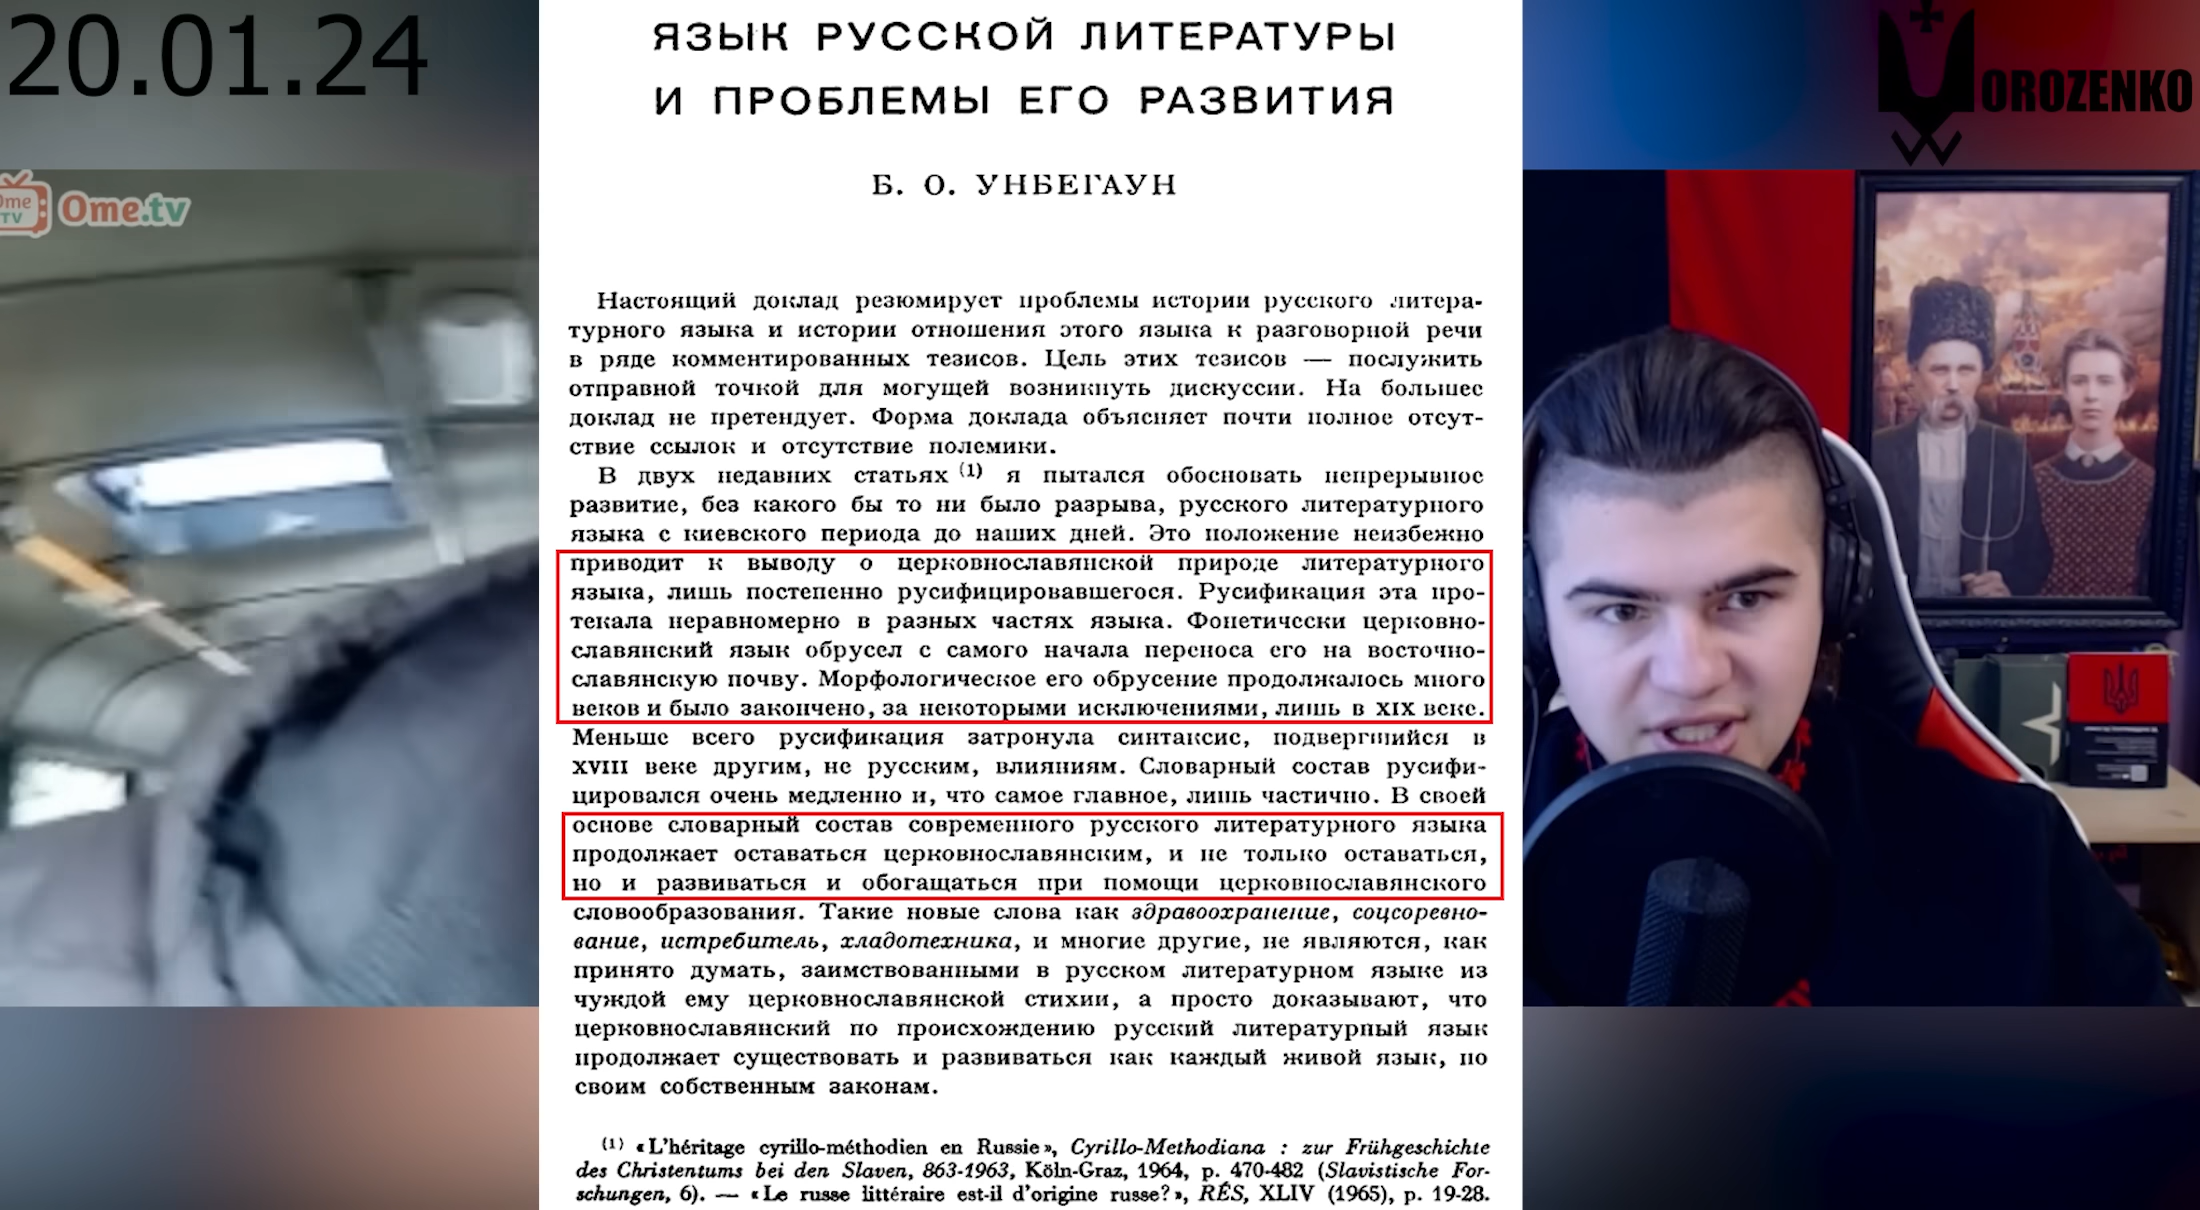 20.01.24
Ome
TV
Ome.tv
ЯЗЫК РУССКОЙ ЛИТЕРАТУРЫ
И ПРОБЛЕМЫ ЕГО РАЗВИТИЯ
Б. О. УНБЕГАУН
Настоящий доклад резюмирует проблемы истории русского литера-
турного языка и истории отношения этого языка к разговорной речи
в ряде комментированных тезисов. Цель этих тезисов — послужить
отправной точкой для могущей возникнуть дискуссии. На большее
доклад не претендует. Форма доклада объясняет почти полное отсут-
ствие ссылок и отсутствие полемики.
В двух недавних статьях (1) я пытался обосновать непрерывное
развитие, без какого бы то ни было разрыва, русского литературного
языка с киевского периода до наших дней. Это положение неизбежно
приводит к выводу о церковнославянской природе литературного
языка, лишь постепенно русифицировавшегося. Русификация эта про-
текала неравномерно в разных частях языка. Фонетически церковно-
славянский язык обрусел с самого начала переноса его на восточно-
славянскую почву. Морфологическое его обрусение продолжалось много
веков и было закончено, за некоторыми исключениями, лишь в XIX веке.
Меньше всего русификация затронула синтаксис, подвергшийся в
XVIII веке другим, не русским, влияниям. Словарный состав русифи-
цировался очень медленно и, что самое главное, лишь частично. В своей
основе словарный состав современного русского литературного языка
продолжает оставаться церковнославянским, и не только оставаться,
но и развиваться и обогащаться при помощи церковнославянского
словообразования. Такие новые слова как здравоохранение, соцсоревно-
вание, истребитель, хладотехника, и многие другие, не являются, как
принято думать, заимствованными в русском литературном языке из
чуждой ему церковнославянской стихии, а просто доказывают, что
церковнославянский по происхождению русский литературный язык
продолжает существовать и развиваться как каждый живой язык, по
своим собственным законам.
(1) «L'héritage cyrillo-méthodien en Russie», Cyrillo-Methodiana : zur Frühgeschichte
des Christentums bei den Slaven, 863-1963, Köln-Graz, 1964, p. 470-482 (Slavistische For-
schungen, 6). — «Le russe littéraire est-il d'origine russe?», RÉS, XLIV (1965), p. 19-28.
OROZENKO